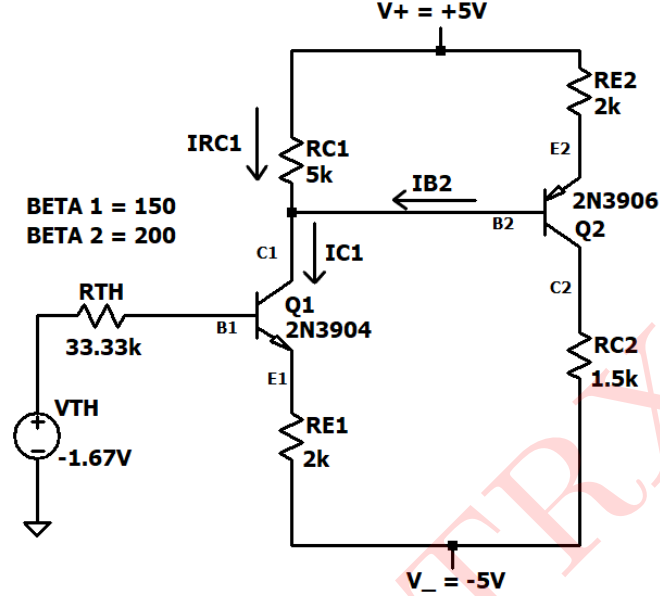 V+ = +5V
RE2
2k
IRC1
RC1
5k
E2
IB2
2N3906
B2
Q2
BETA 1 = 150
BETA 2 = 200
C1
IC1
C2
RTH
Q1
B1
2N3904
33.33k
RC2
1.5k
E1
VTH
RE1
2k
-1.67V
V_ = -5V
TRX